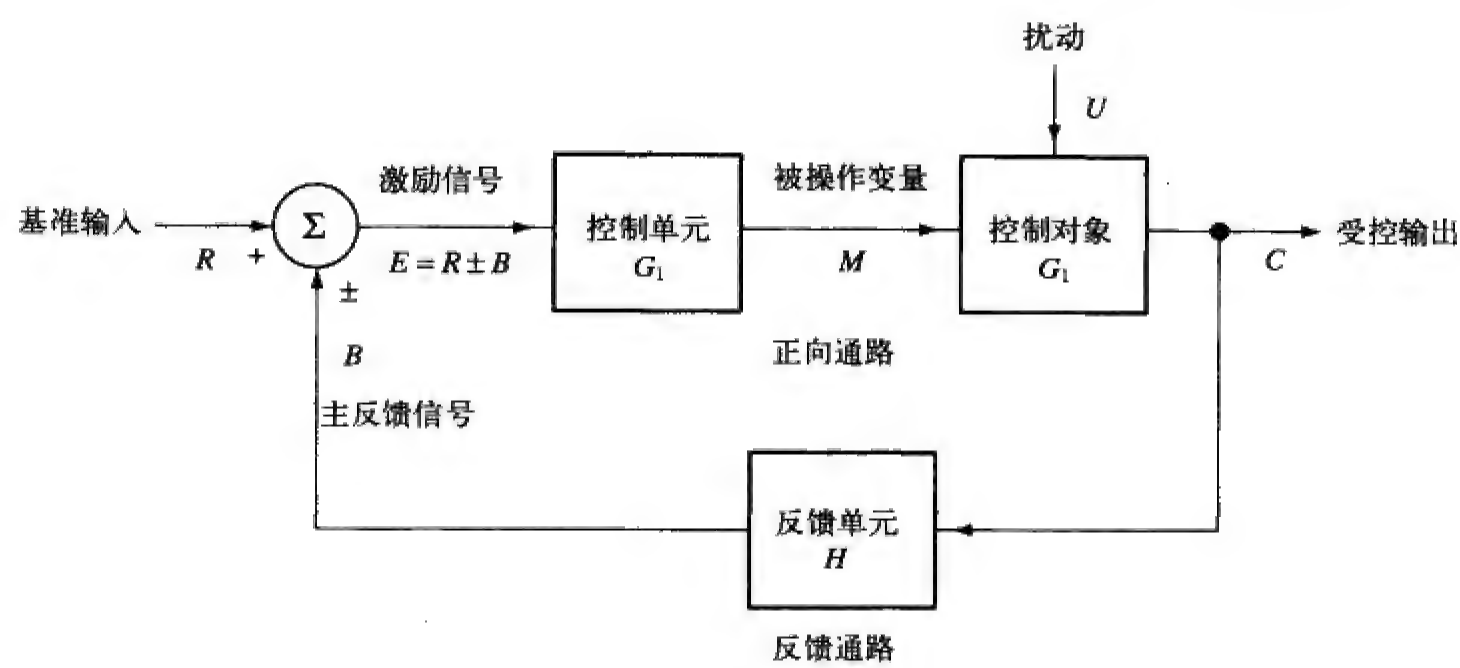 扰动
U
激励信号
被操作变量
基准输入
R
+
Σ
E=R±B
控制单元
G₁
M
控制对象
G₁
C
受控输出
±
B
正向通路
主反馈信号
反馈单元
H
反馈通路